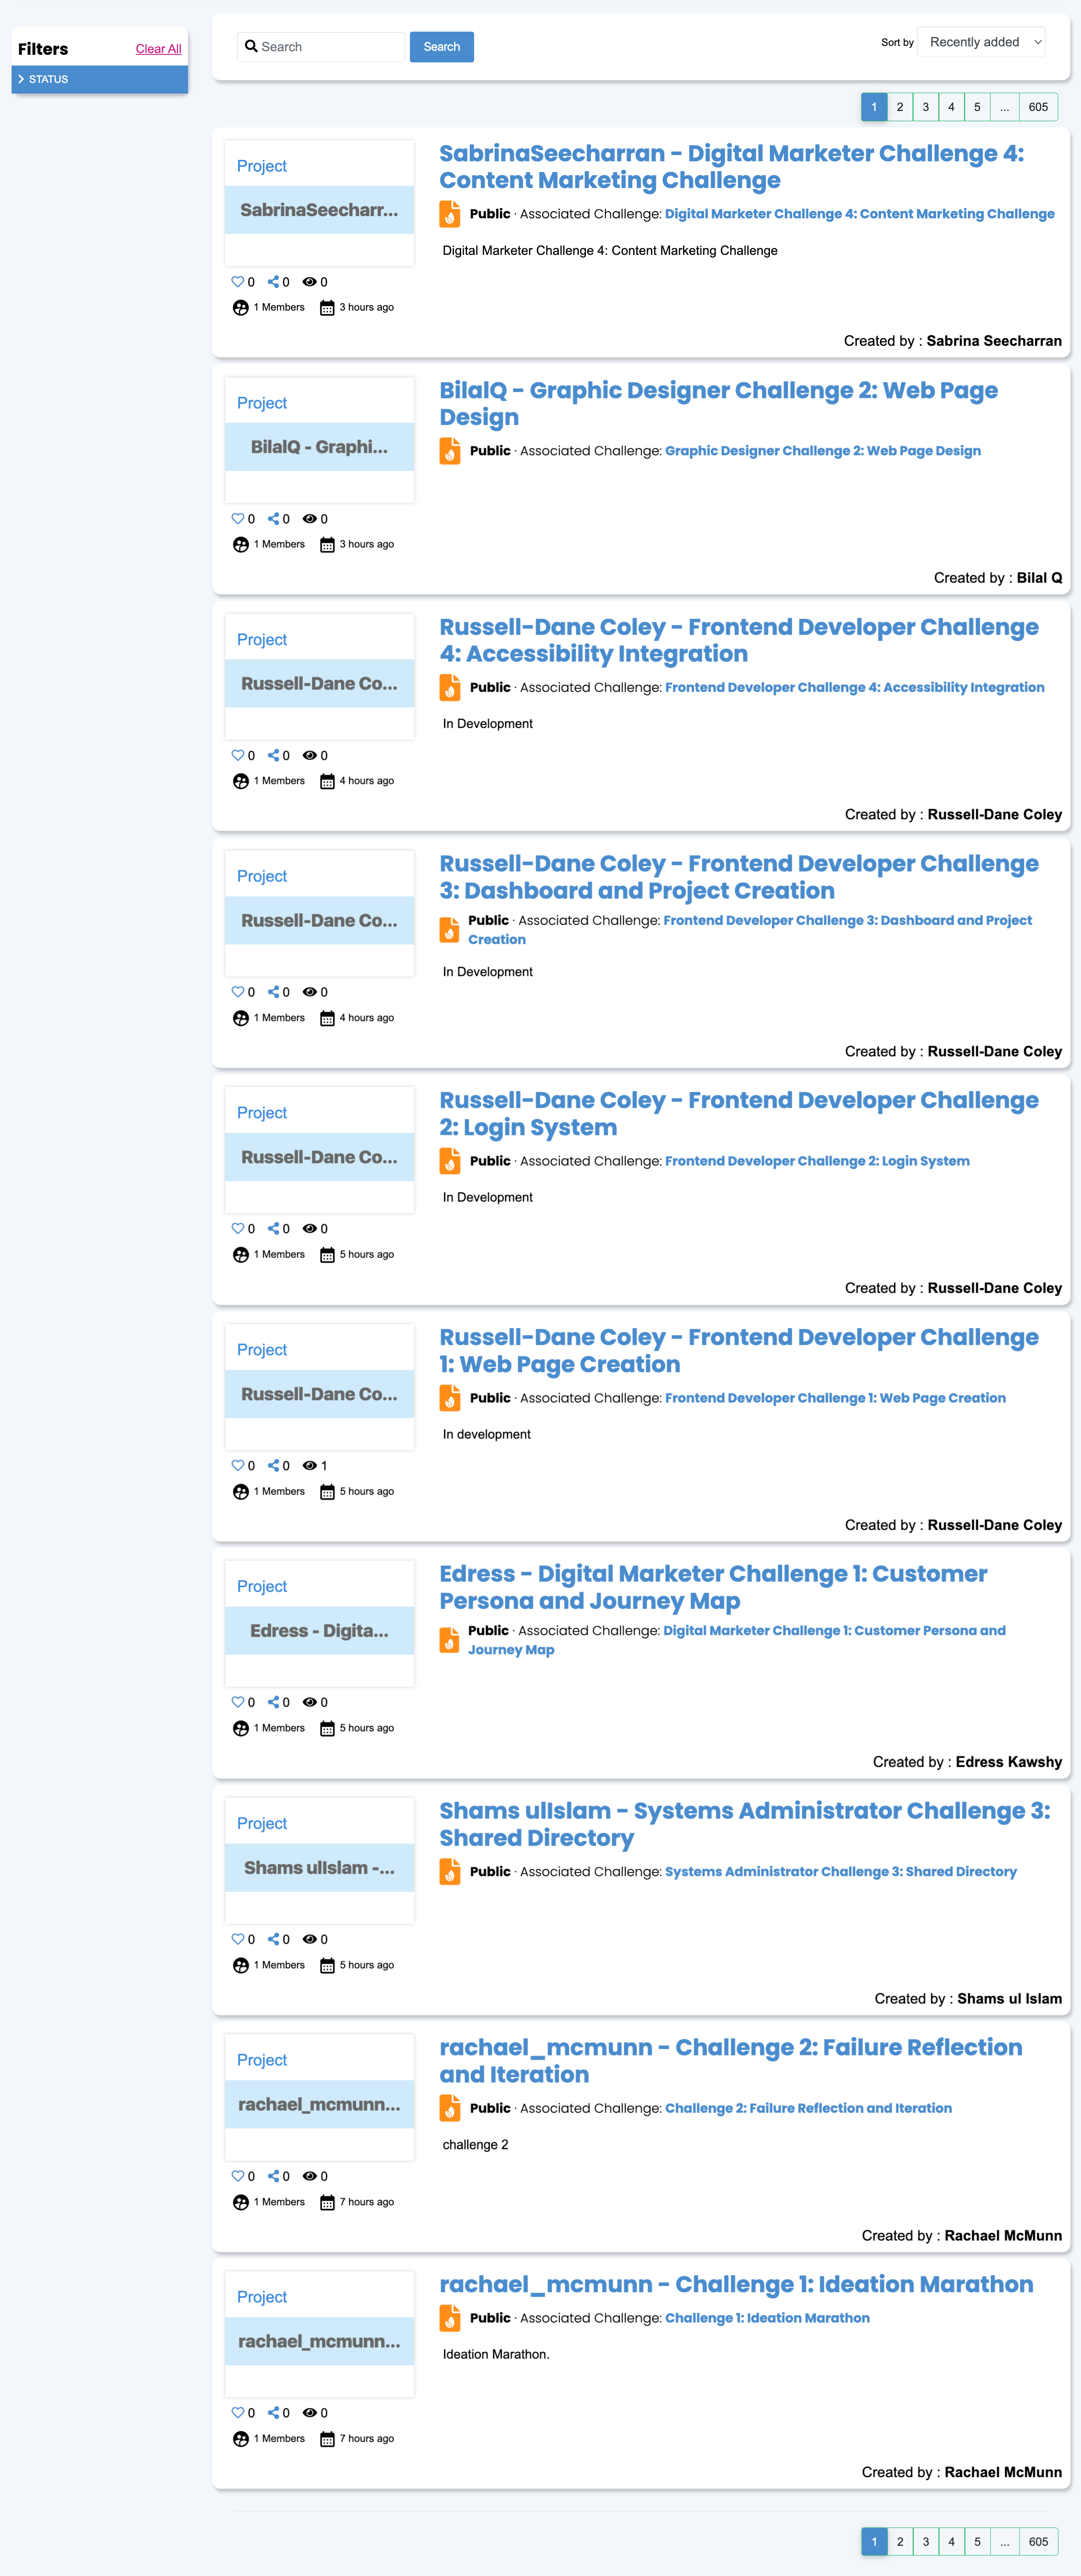 Filters
Clear All
STATUS
Search
Search
Sort by
Recently added
1 2 3 4 5 ... 605
Project
SabrinaSeecharr...
0 0 0
1 Members 3 hours ago
SabrinaSeecharran - Digital Marketer Challenge 4:
Content Marketing Challenge
Public · Associated Challenge: Digital Marketer Challenge 4: Content Marketing Challenge
Digital Marketer Challenge 4: Content Marketing Challenge
Created by : Sabrina Seecharran
Project
BilalQ - Graphi...
0 0 0
1 Members 3 hours ago
BilalQ - Graphic Designer Challenge 2: Web Page
Design
Public · Associated Challenge: Graphic Designer Challenge 2: Web Page Design
Created by : Bilal Q
Project
Russell-Dane Co...
0 0 0
1 Members 4 hours ago
Russell-Dane Coley - Frontend Developer Challenge
4: Accessibility Integration
Public · Associated Challenge: Frontend Developer Challenge 4: Accessibility Integration
In Development
Created by : Russell-Dane Coley
Project
Russell-Dane Co...
0 0 0
1 Members 4 hours ago
Russell-Dane Coley - Frontend Developer Challenge
3: Dashboard and Project Creation
Public · Associated Challenge: Frontend Developer Challenge 3: Dashboard and Project
Creation
In Development
Created by : Russell-Dane Coley
Project
Russell-Dane Co...
0 0 0
1 Members 5 hours ago
Russell-Dane Coley - Frontend Developer Challenge
2: Login System
Public · Associated Challenge: Frontend Developer Challenge 2: Login System
In Development
Created by : Russell-Dane Coley
Project
Russell-Dane Co...
0 0 1
1 Members 5 hours ago
Russell-Dane Coley - Frontend Developer Challenge
1: Web Page Creation
Public · Associated Challenge: Frontend Developer Challenge 1: Web Page Creation
In development
Created by : Russell-Dane Coley
Project
Edress - Digita...
0 0 0
1 Members 5 hours ago
Edress - Digital Marketer Challenge 1: Customer
Persona and Journey Map
Public · Associated Challenge: Digital Marketer Challenge 1: Customer Persona and
Journey Map
Created by : Edress Kawshy
Project
Shams ulIslam -...
0 0 0
1 Members 5 hours ago
Shams ulIslam - Systems Administrator Challenge 3:
Shared Directory
Public · Associated Challenge: Systems Administrator Challenge 3: Shared Directory
Created by : Shams ul Islam
Project
rachael_mcmunn...
0 0 0
1 Members 7 hours ago
rachael_mcmunn - Challenge 2: Failure Reflection
and Iteration
Public · Associated Challenge: Challenge 2: Failure Reflection and Iteration
challenge 2
Created by : Rachael McMunn
Project
rachael_mcmunn...
0 0 0
1 Members 7 hours ago
rachael_mcmunn - Challenge 1: Ideation Marathon
Public · Associated Challenge: Challenge 1: Ideation Marathon
Ideation Marathon.
Created by : Rachael McMunn
1 2 3 4 5 ... 605